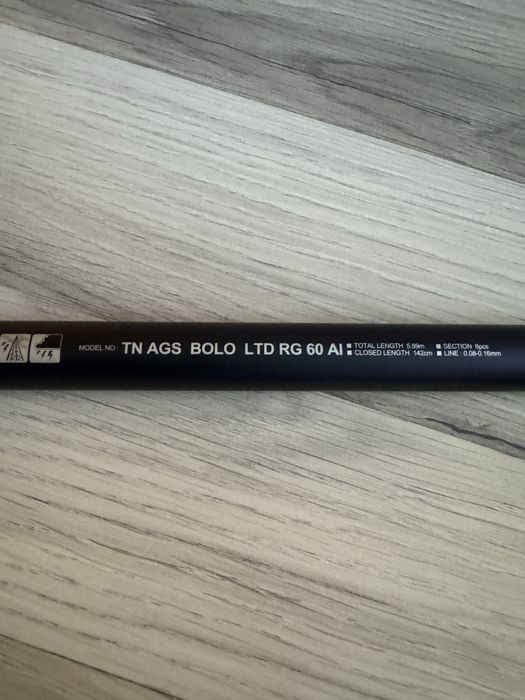 MODEL NO : TN AGS BOLO LTD RG 60 AI
■ TOTAL LENGTH 5.89m ■ SECTION 6pcs
■ CLOSED LENGTH 142cm ■ LINE : 0.08-0.16mm